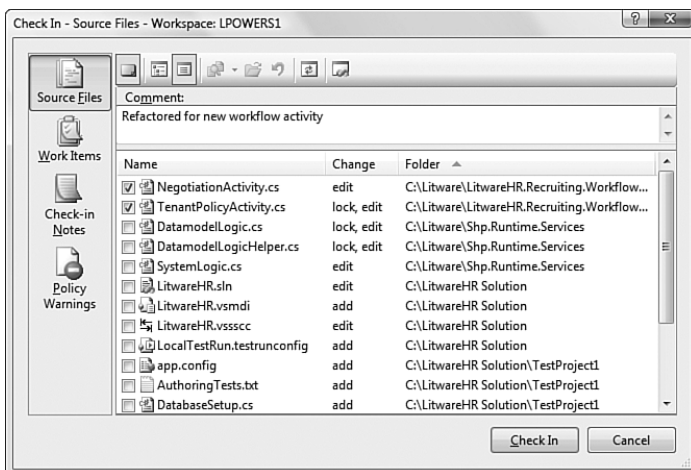 Check In - Source Files - Workspace: LPOWERS1
Source Files
Work Items
Check-in
Notes
Policy
Warnings
Comment:
Refactored for new workflow activity
Name Change Folder
NegotiationActivity.cs edit C:\Litware\LitwareHR.Recruiting.Workflow...
TenantPolicyActivity.cs lock, edit C:\Litware\LitwareHR.Recruiting.Workflow...
DatamodelLogic.cs lock, edit C:\Litware\Shp.Runtime.Services
DatamodelLogicHelper.cs lock, edit C:\Litware\Shp.Runtime.Services
SystemLogic.cs edit C:\Litware\Shp.Runtime.Services
LitwareHR.sln edit C:\LitwareHR Solution
LitwareHR.vsmdi add C:\LitwareHR Solution
LitwareHR.vssscc edit C:\LitwareHR Solution
LocalTestRun.testrunconfig add C:\LitwareHR Solution
app.config add C:\LitwareHR Solution\TestProject1
AuthoringTests.txt add C:\LitwareHR Solution\TestProject1
DatabaseSetup.cs add C:\LitwareHR Solution\TestProject1
Check In Cancel